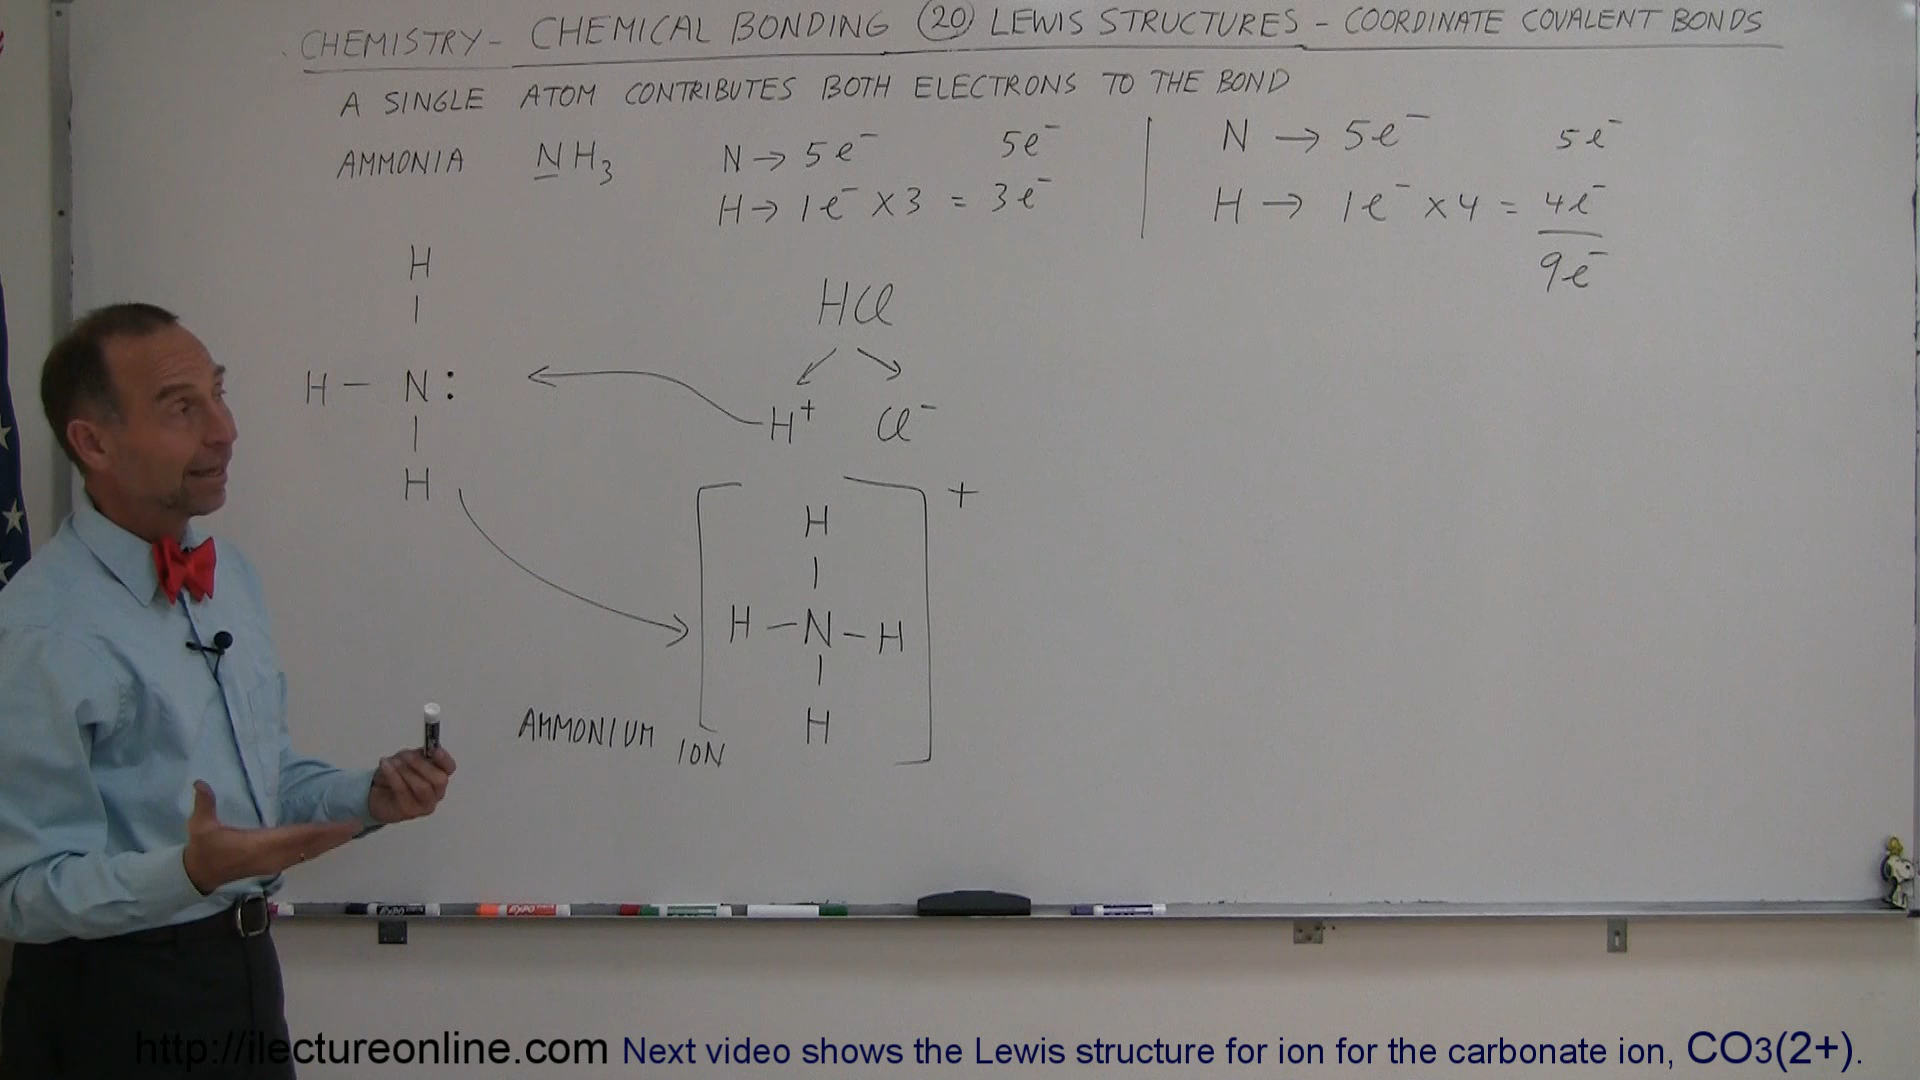 CHEMISTRY - CHEMICAL BONDING (20) LEWIS STRUCTURES - COORDINATE COVALENT BONDS
A SINGLE ATOM CONTRIBUTES BOTH ELECTRONS TO THE BOND
AMMONIA NH₃
N → 5e⁻ 5e⁻
H → 1e⁻ × 3 = 3e⁻
N → 5e⁻ 5e⁻
H → 1e⁻ × 4 = 4e⁻
9e⁻
H
|
H – N :
|
H
HCl
H⁺ Cl⁻
[ ]⁺
H
|
H – N – H
|
H
AMMONIUM ION
http://ilectureonline.com Next video shows the Lewis structure for ion for the carbonate ion, CO3(2+).